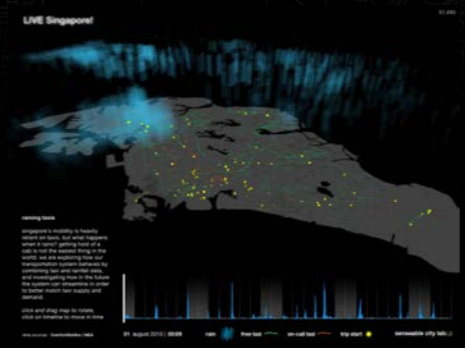 LIVE Singapore!
raining taxis
singapore's mobility is heavily
reliant on taxis. but what happens
when it rains? getting hold of a
cab is not the easiest thing in the
world. we are exploring how our
transportation system behaves by
combining taxi and rainfall data,
and investigating how in the future
the system can streamline in order
to better match taxi supply and
demand.
click and drag map to rotate.
click on timeline to move in time
01 august 2010 | 00:09
rain
free taxi
on-call taxi
trip start
senseable city lab